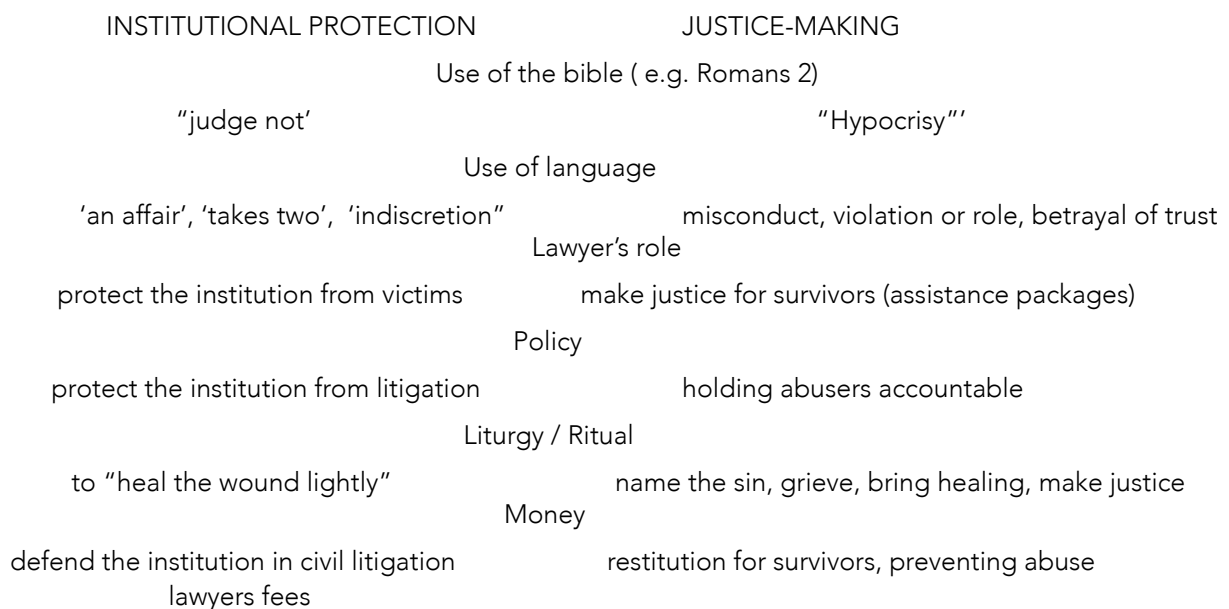 INSTITUTIONAL PROTECTION JUSTICE-MAKING
Use of the bible ( e.g. Romans 2)
“judge not’ “Hypocrisy”’
Use of language
‘an affair’, ‘takes two’, ‘indiscretion” misconduct, violation or role, betrayal of trust
Lawyer’s role
protect the institution from victims make justice for survivors (assistance packages)
Policy
protect the institution from litigation holding abusers accountable
Liturgy / Ritual
to “heal the wound lightly” name the sin, grieve, bring healing, make justice
Money
defend the institution in civil litigation restitution for survivors, preventing abuse
lawyers fees